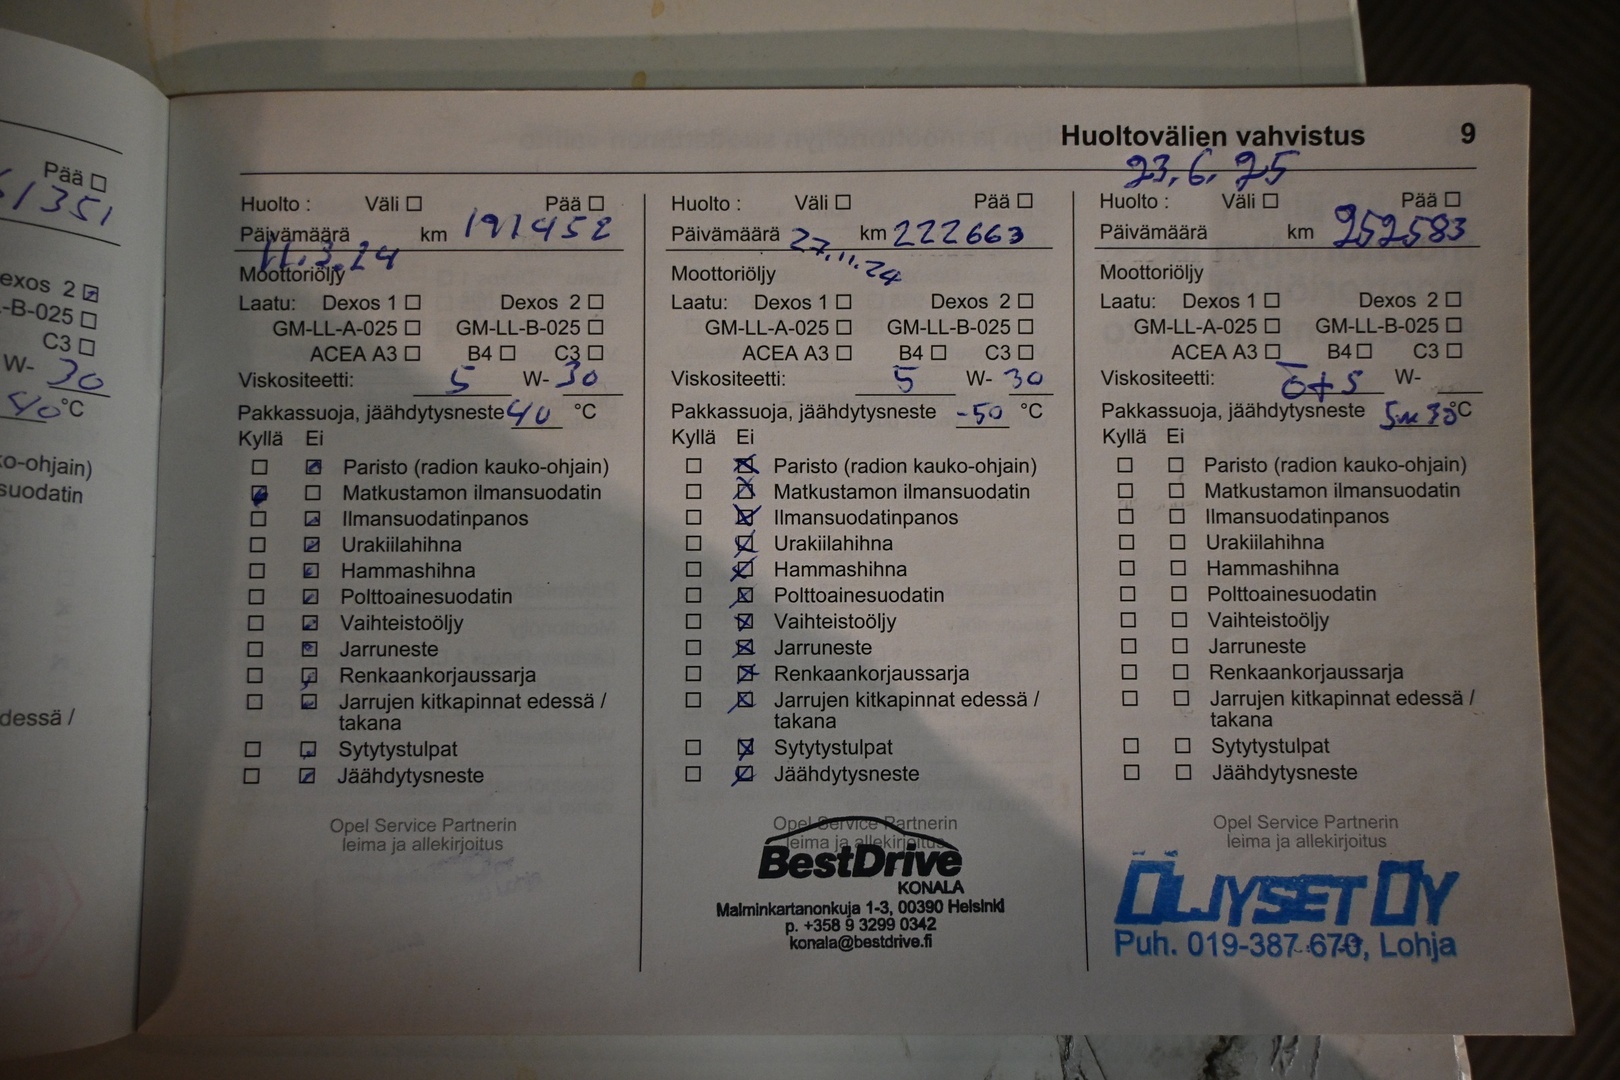 Pää
61351
exos 2
-B-025
C3
W- 30
40 °C
ko-ohjain)
suodatin
dessä /
Huoltovälien vahvistus 9
23.6.25
Huolto : Väli Pää
Päivämäärä km 191452
11.3.24
Moottoriöljy
Laatu: Dexos 1 Dexos 2
GM-LL-A-025 GM-LL-B-025
ACEA A3 B4 C3
Viskositeetti: 5 W- 30
Pakkassuoja, jäähdytysneste 40 °C
Kyllä Ei
Paristo (radion kauko-ohjain)
Matkustamon ilmansuodatin
Ilmansuodatinpanos
Urakiilahihna
Hammashihna
Polttoainesuodatin
Vaihteistoöljy
Jarruneste
Renkaankorjaussarja
Jarrujen kitkapinnat edessä /
takana
Sytytystulpat
Jäähdytysneste
Opel Service Partnerin
leima ja allekirjoitus
Huolto : Väli Pää
Päivämäärä km 222663
27.11.24
Moottoriöljy
Laatu: Dexos 1 Dexos 2
GM-LL-A-025 GM-LL-B-025
ACEA A3 B4 C3
Viskositeetti: 5 W- 30
Pakkassuoja, jäähdytysneste -50 °C
Kyllä Ei
Paristo (radion kauko-ohjain)
Matkustamon ilmansuodatin
Ilmansuodatinpanos
Urakiilahihna
Hammashihna
Polttoainesuodatin
Vaihteistoöljy
Jarruneste
Renkaankorjaussarja
Jarrujen kitkapinnat edessä /
takana
Sytytystulpat
Jäähdytysneste
Opel Service Partnerin
leima ja allekirjoitus
BestDrive
KONALA
Malminkartanonkuja 1-3, 00390 Helsinki
p. +358 9 3299 0342
konala@bestdrive.fi
Huolto : Väli Pää
Päivämäärä km 252583
Moottoriöljy
Laatu: Dexos 1 Dexos 2
GM-LL-A-025 GM-LL-B-025
ACEA A3 B4 C3
Viskositeetti: ö+s W-
Pakkassuoja, jäähdytysneste 5w30 °C
Kyllä Ei
Paristo (radion kauko-ohjain)
Matkustamon ilmansuodatin
Ilmansuodatinpanos
Urakiilahihna
Hammashihna
Polttoainesuodatin
Vaihteistoöljy
Jarruneste
Renkaankorjaussarja
Jarrujen kitkapinnat edessä /
takana
Sytytystulpat
Jäähdytysneste
Opel Service Partnerin
leima ja allekirjoitus
ÖLJYSET OY
Puh. 019-387 670, Lohja